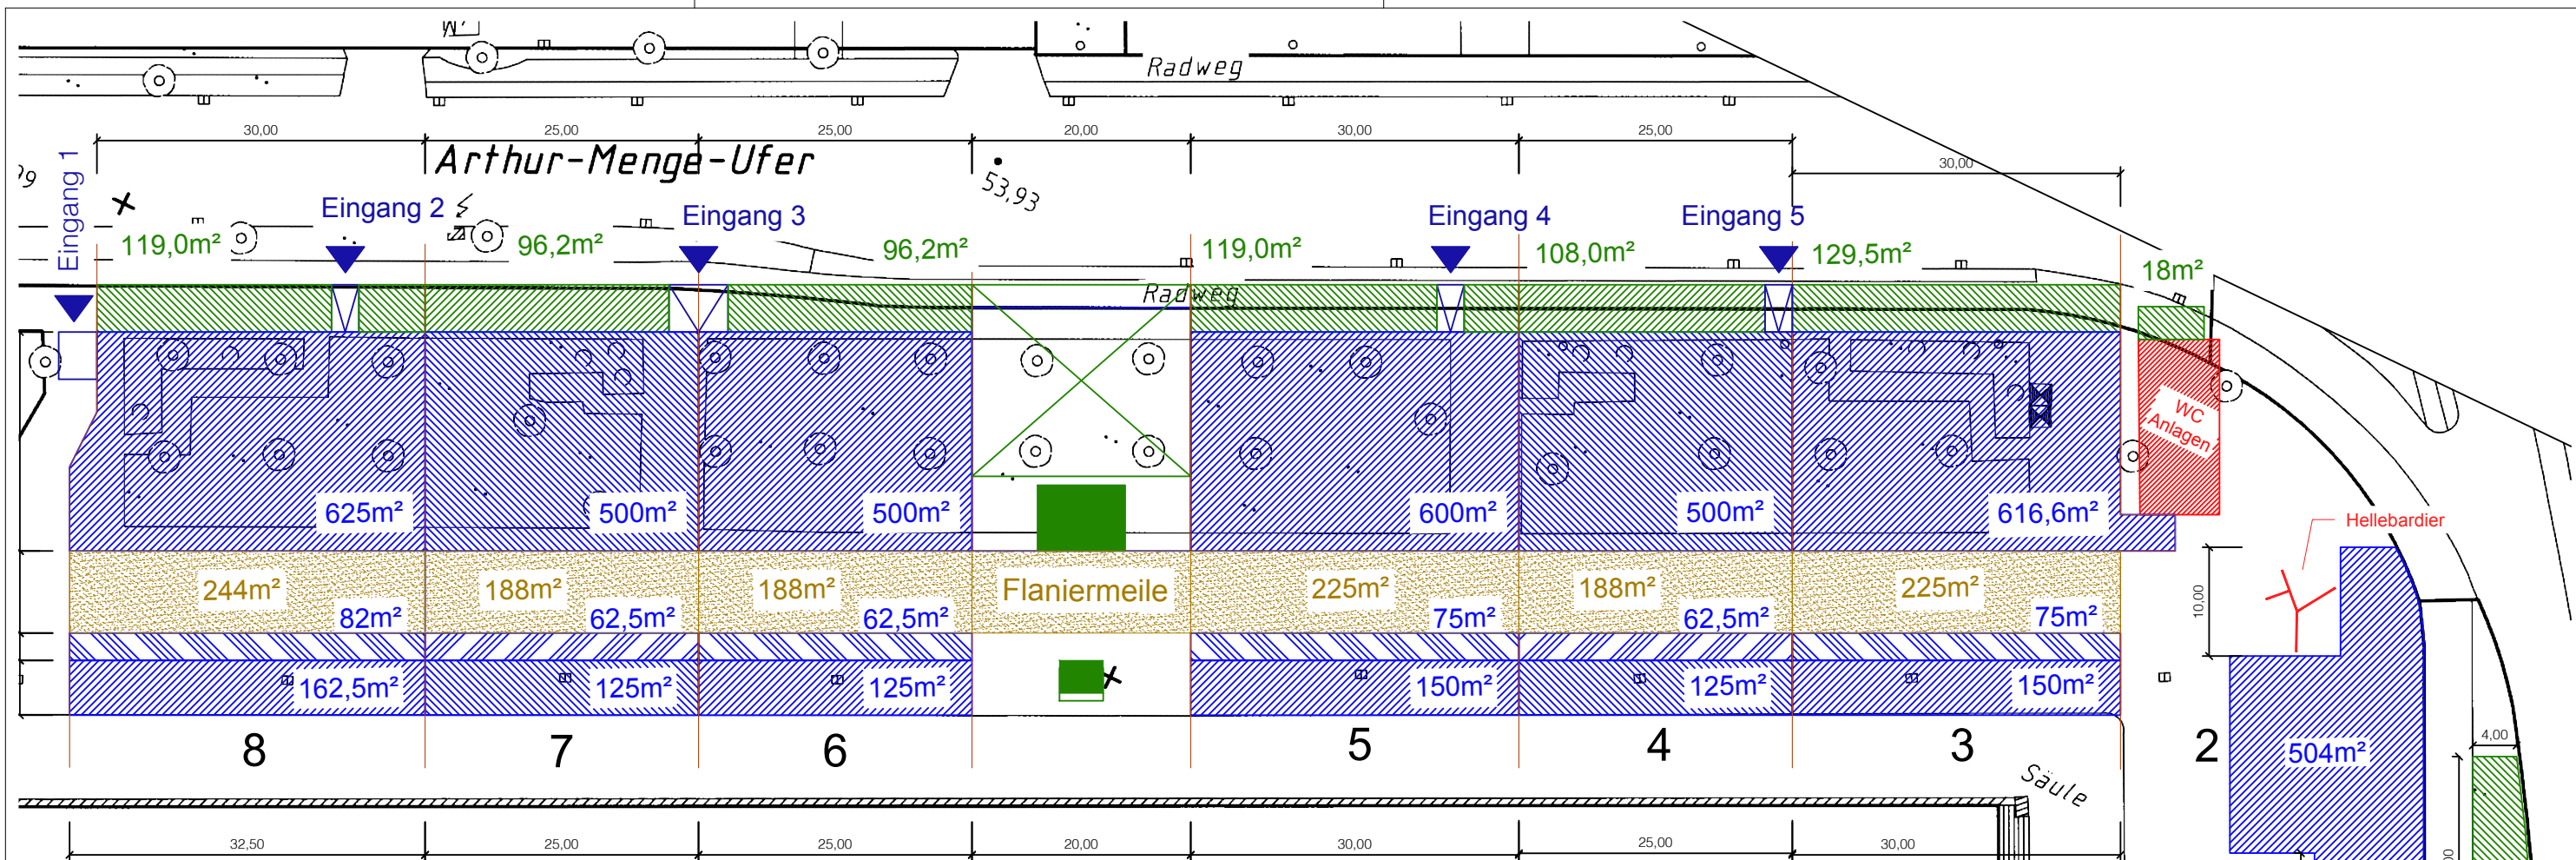 Radweg
30,00
25,00
25,00
20,00
30,00
25,00
30,00
Arthur-Menge-Ufer
53,93
99
Eingang 1
Eingang 2
Eingang 3
Eingang 4
Eingang 5
119,0m²
96,2m²
96,2m²
119,0m²
108,0m²
129,5m²
18m²
Radweg
WC
Anlagen
625m²
500m²
500m²
600m²
500m²
616,6m²
Hellebardier
244m²
188m²
188m²
Flaniermeile
225m²
188m²
225m²
10,00
82m²
62,5m²
62,5m²
75m²
62,5m²
75m²
162,5m²
125m²
125m²
150m²
125m²
150m²
8
7
6
5
4
3
2
504m²
4,00
Säule
32,50
25,00
25,00
20,00
30,00
25,00
30,00